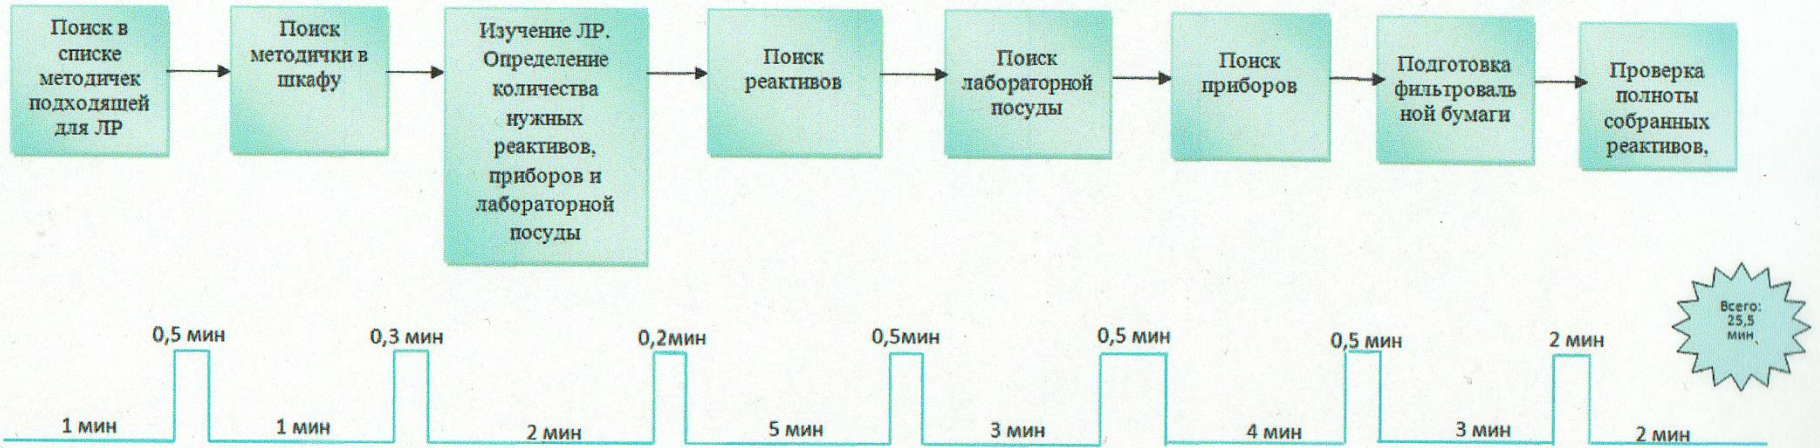 Поиск в
списке
методичек
подходящей
для ЛР
Поиск
методички в
шкафу
Изучение ЛР.
Определение
количества
нужных
реактивов,
приборов и
лабораторной
посуды
Поиск
реактивов
Поиск
лабораторной
посуды
Поиск
приборов
Подготовка
фильтроваль
ной бумаги
Проверка
полноты
собранных
реактивов,
Всего:
25,5
мин
0,5 мин
0,3 мин
0,2мин
0,5мин
0,5 мин
0,5 мин
2 мин
1 мин
1 мин
2 мин
5 мин
3 мин
4 мин
3 мин
2 мин